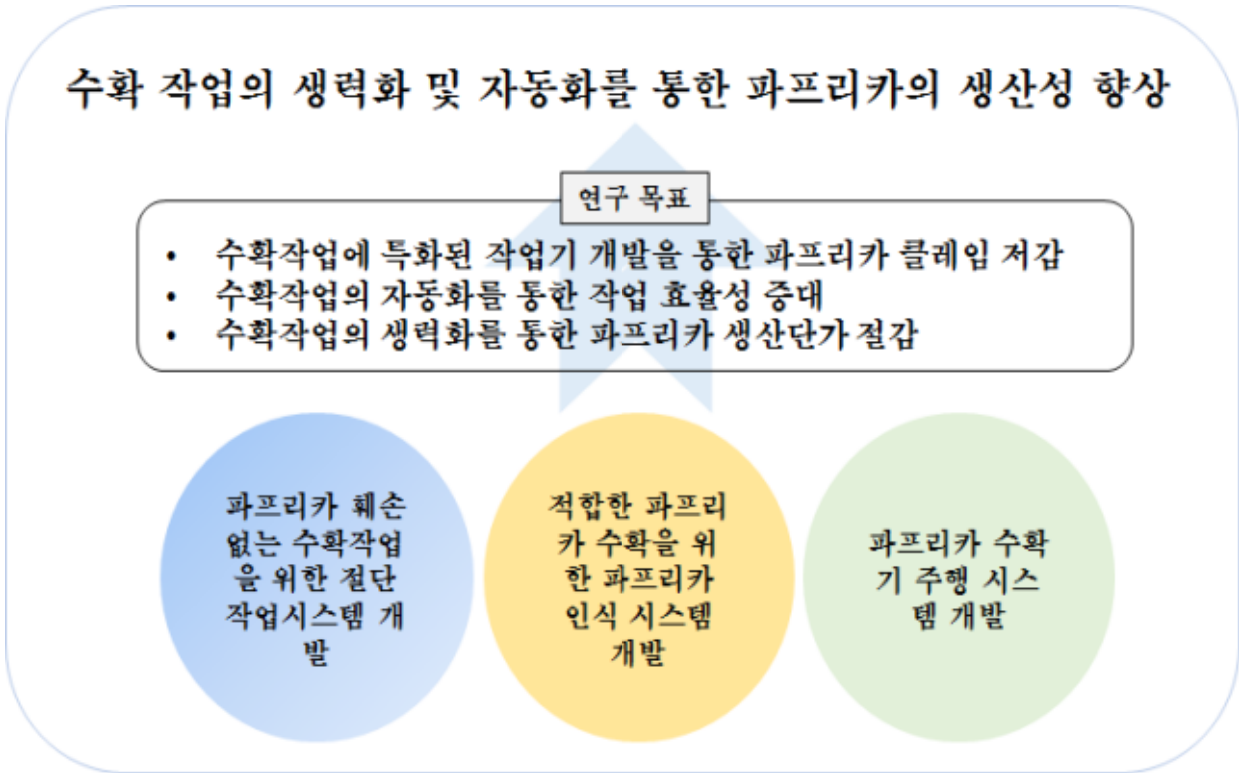 수확 작업의 생력화 및 자동화를 통한 파프리카의 생산성 향상
연구 목표
• 수확작업에 특화된 작업기 개발을 통한 파프리카 클레임 저감
• 수확작업의 자동화를 통한 작업 효율성 증대
• 수확작업의 생력화를 통한 파프리카 생산단가 절감
파프리카 훼손
없는 수확작업
을 위한 절단
작업시스템 개
발
적합한 파프리
카 수확을 위
한 파프리카
인식 시스템
개발
파프리카 수확
기 주행 시스
템 개발